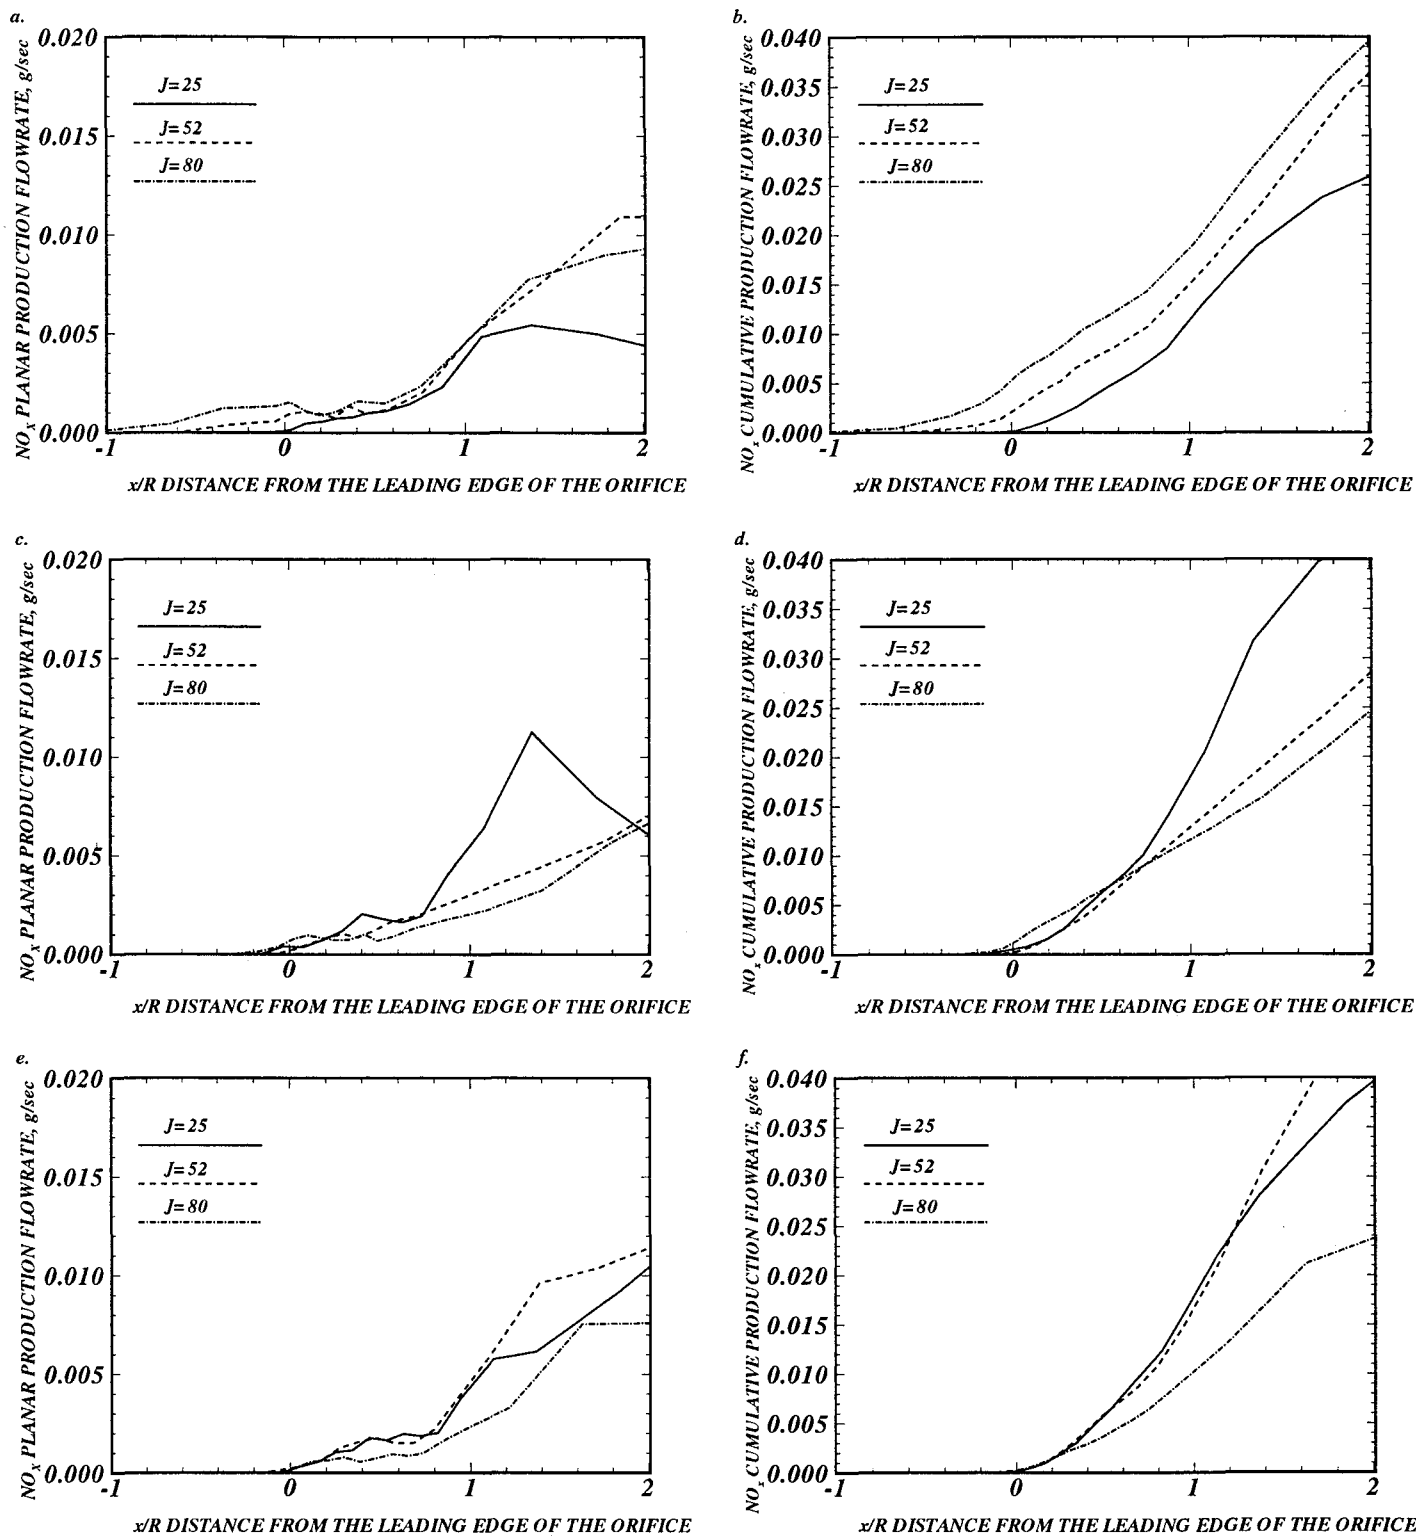 a.
NOx PLANAR PRODUCTION FLOWRATE, g/sec
0.020
0.015
0.010
0.005
0.000
J=25
J=52
J=80
-1 0 1 2
x/R DISTANCE FROM THE LEADING EDGE OF THE ORIFICE
b.
NOx CUMULATIVE PRODUCTION FLOWRATE, g/sec
0.040
0.035
0.030
0.025
0.020
0.015
0.010
0.005
0.000
J=25
J=52
J=80
-1 0 1 2
x/R DISTANCE FROM THE LEADING EDGE OF THE ORIFICE
c.
NOx PLANAR PRODUCTION FLOWRATE, g/sec
0.020
0.015
0.010
0.005
0.000
J=25
J=52
J=80
-1 0 1 2
x/R DISTANCE FROM THE LEADING EDGE OF THE ORIFICE
d.
NOx CUMULATIVE PRODUCTION FLOWRATE, g/sec
0.040
0.035
0.030
0.025
0.020
0.015
0.010
0.005
0.000
J=25
J=52
J=80
-1 0 1 2
x/R DISTANCE FROM THE LEADING EDGE OF THE ORIFICE
e.
NOx PLANAR PRODUCTION FLOWRATE, g/sec
0.020
0.015
0.010
0.005
0.000
J=25
J=52
J=80
-1 0 1 2
x/R DISTANCE FROM THE LEADING EDGE OF THE ORIFICE
f.
NOx CUMULATIVE PRODUCTION FLOWRATE, g/sec
0.040
0.035
0.030
0.025
0.020
0.015
0.010
0.005
0.000
J=25
J=52
J=80
-1 0 1 2
x/R DISTANCE FROM THE LEADING EDGE OF THE ORIFICE